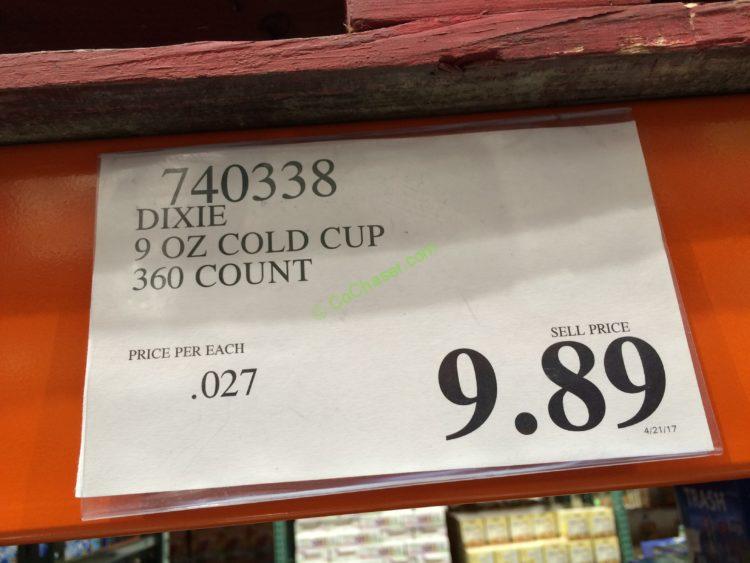 740338
DIXIE
9 OZ COLD CUP
360 COUNT
© CoChaser.com
PRICE PER EACH
.027
SELL PRICE
9.89
4/21/17
TRASH